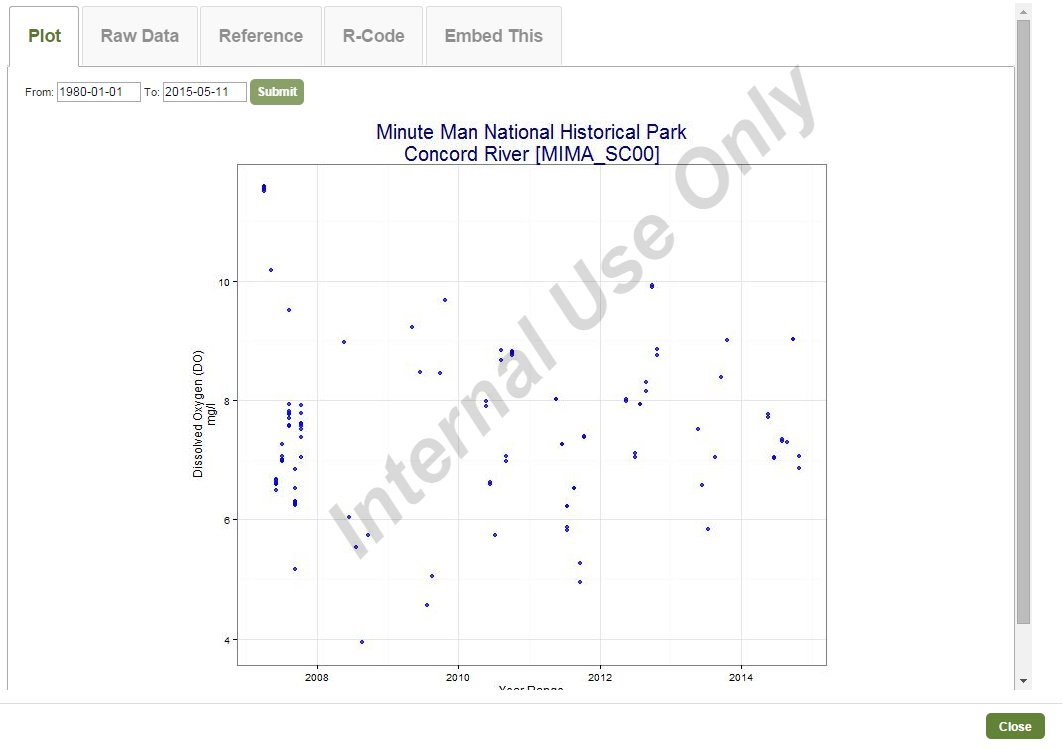 Plot Raw Data Reference R-Code Embed This
From: 1980-01-01 To: 2015-05-11 Submit
Minute Man National Historical Park
Concord River [MIMA_SC00]
Internal Use Only
10
8
6
4
Dissolved Oxygen (DO)
mg/l
2008 2010 2012 2014
Year Range
Close